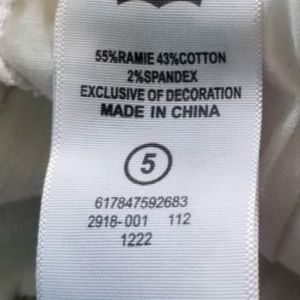 55%RAMIE 43%COTTON
2%SPANDEX
EXCLUSIVE OF DECORATION
MADE IN CHINA
5
617847592683
2918-001 112
1222